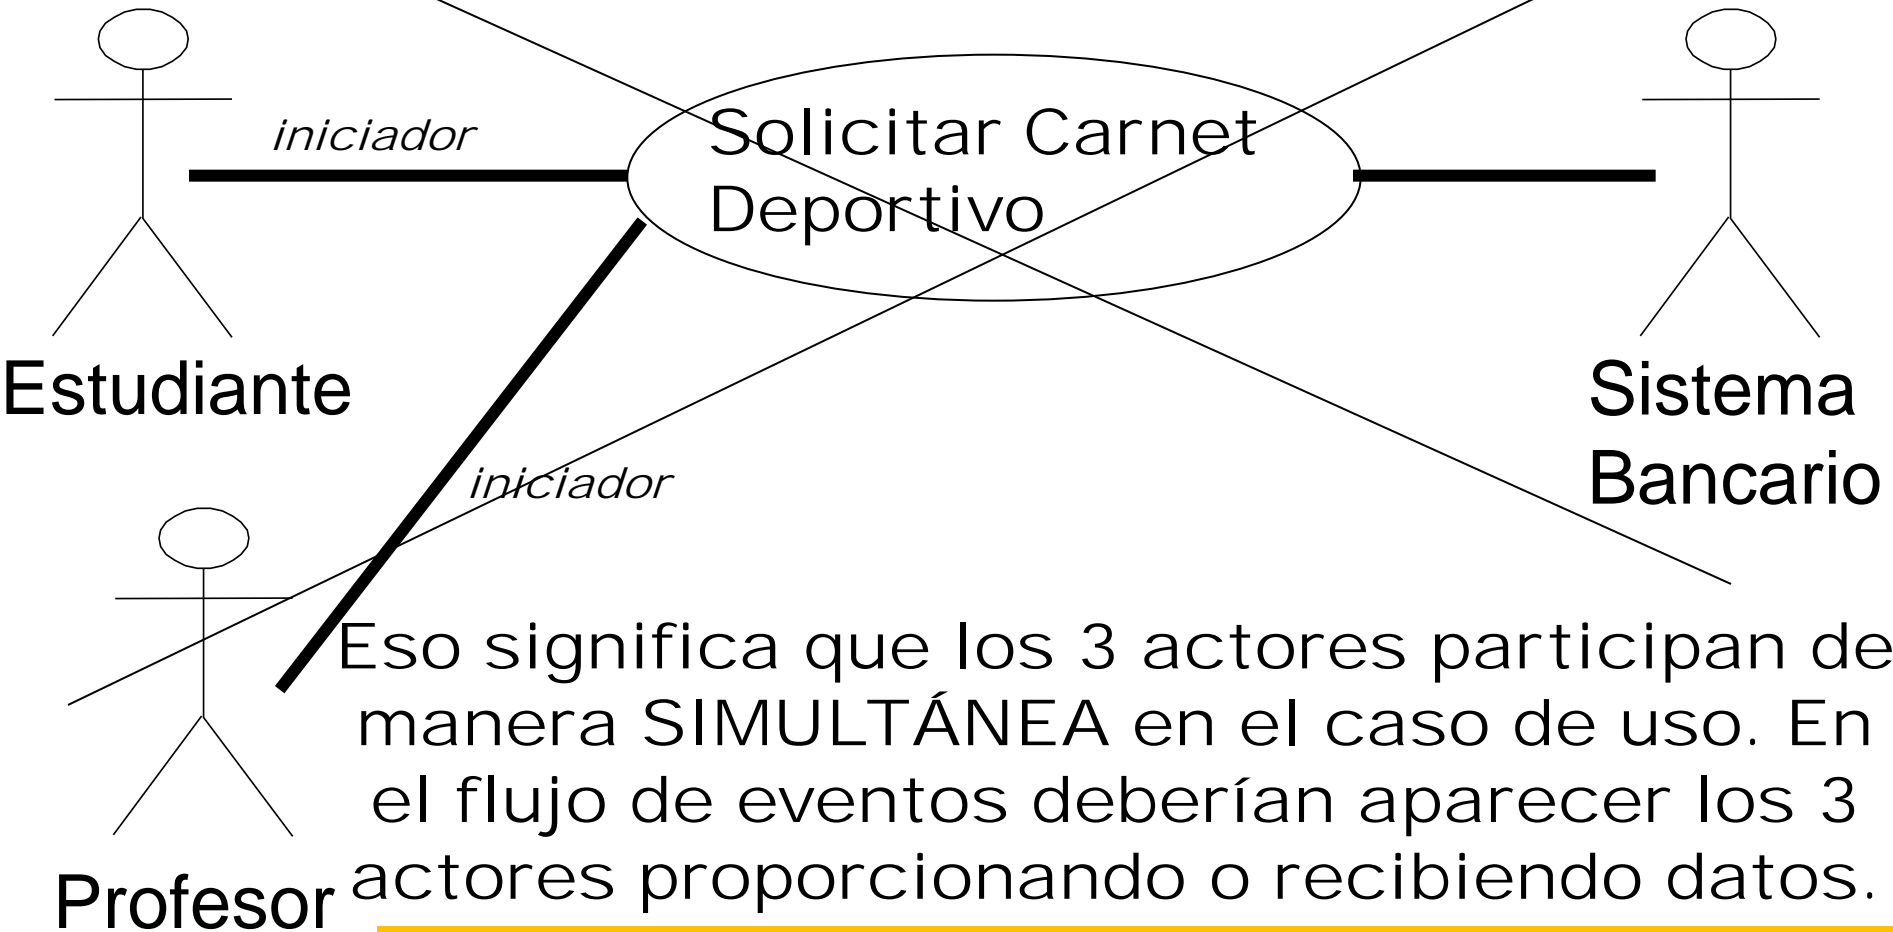 iniciador
Solicitar Carnet
Deportivo
Estudiante
Sistema
Bancario
iniciador
Eso significa que los 3 actores participan de
manera SIMULTÁNEA en el caso de uso. En
el flujo de eventos deberían aparecer los 3
actores proporcionando o recibiendo datos.
Profesor